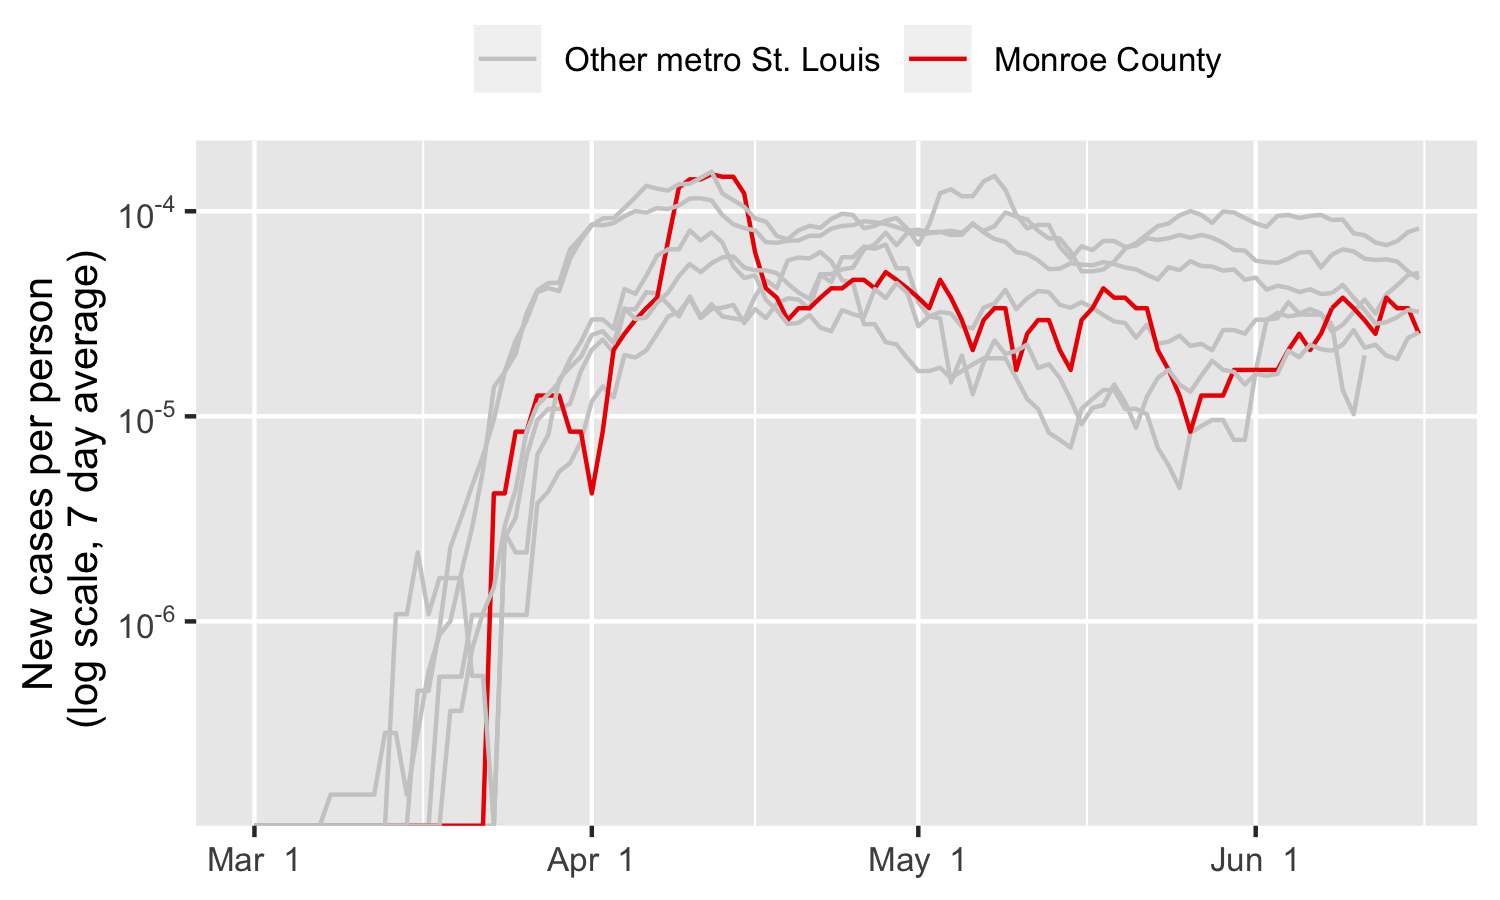 Other metro St. Louis
Monroe County
New cases per person
(log scale, 7 day average)
10-4
10-5
10-6
Mar 1
Apr 1
May 1
Jun 1